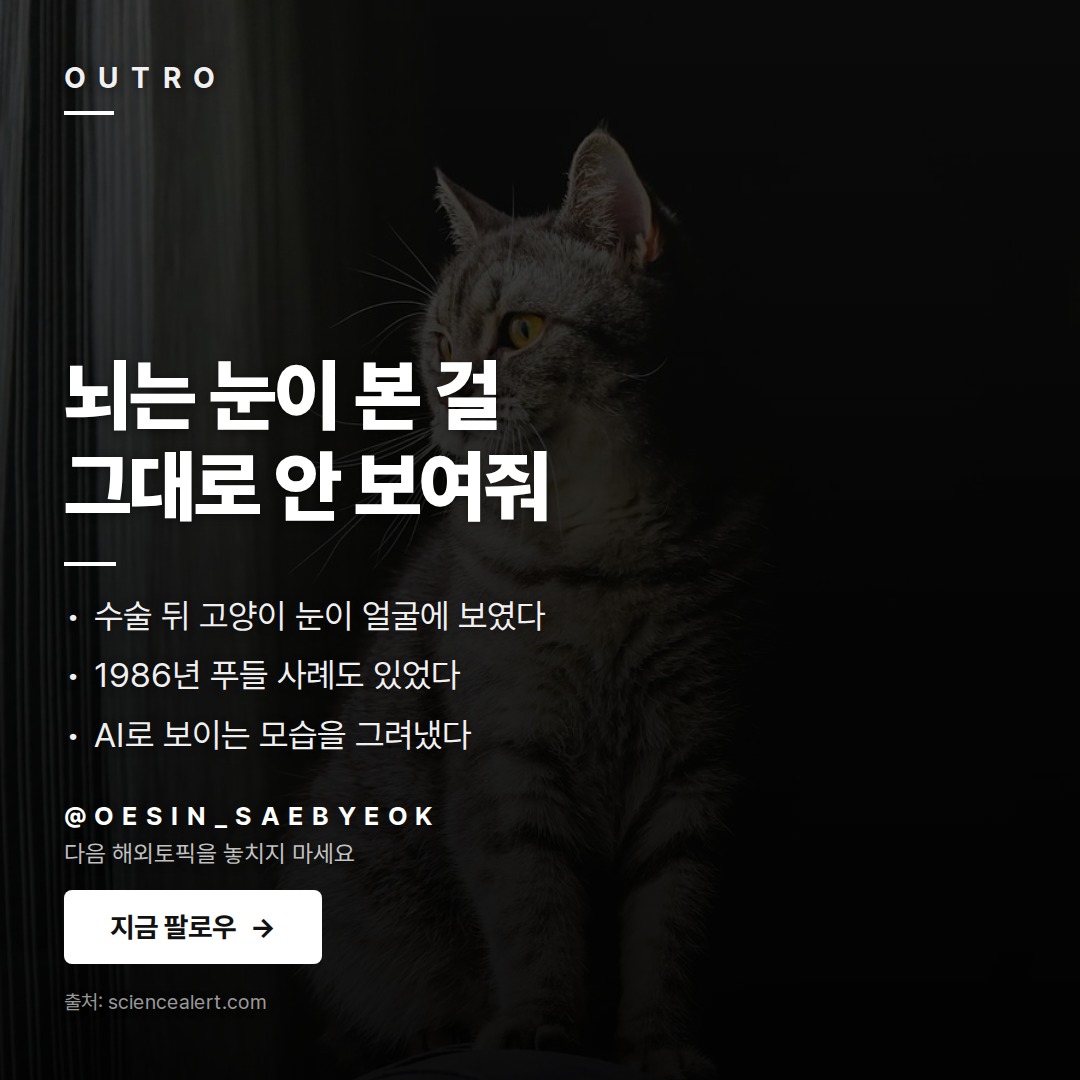 OUTRO
뇌는 눈이 본 걸
그대로 안 보여줘
• 수술 뒤 고양이 눈이 얼굴에 보였다
• 1986년 푸들 사례도 있었다
• AI로 보이는 모습을 그려냈다
@OESIN_SAEBYEOK
다음 해외토픽을 놓치지 마세요
지금 팔로우 →
출처: sciencealert.com